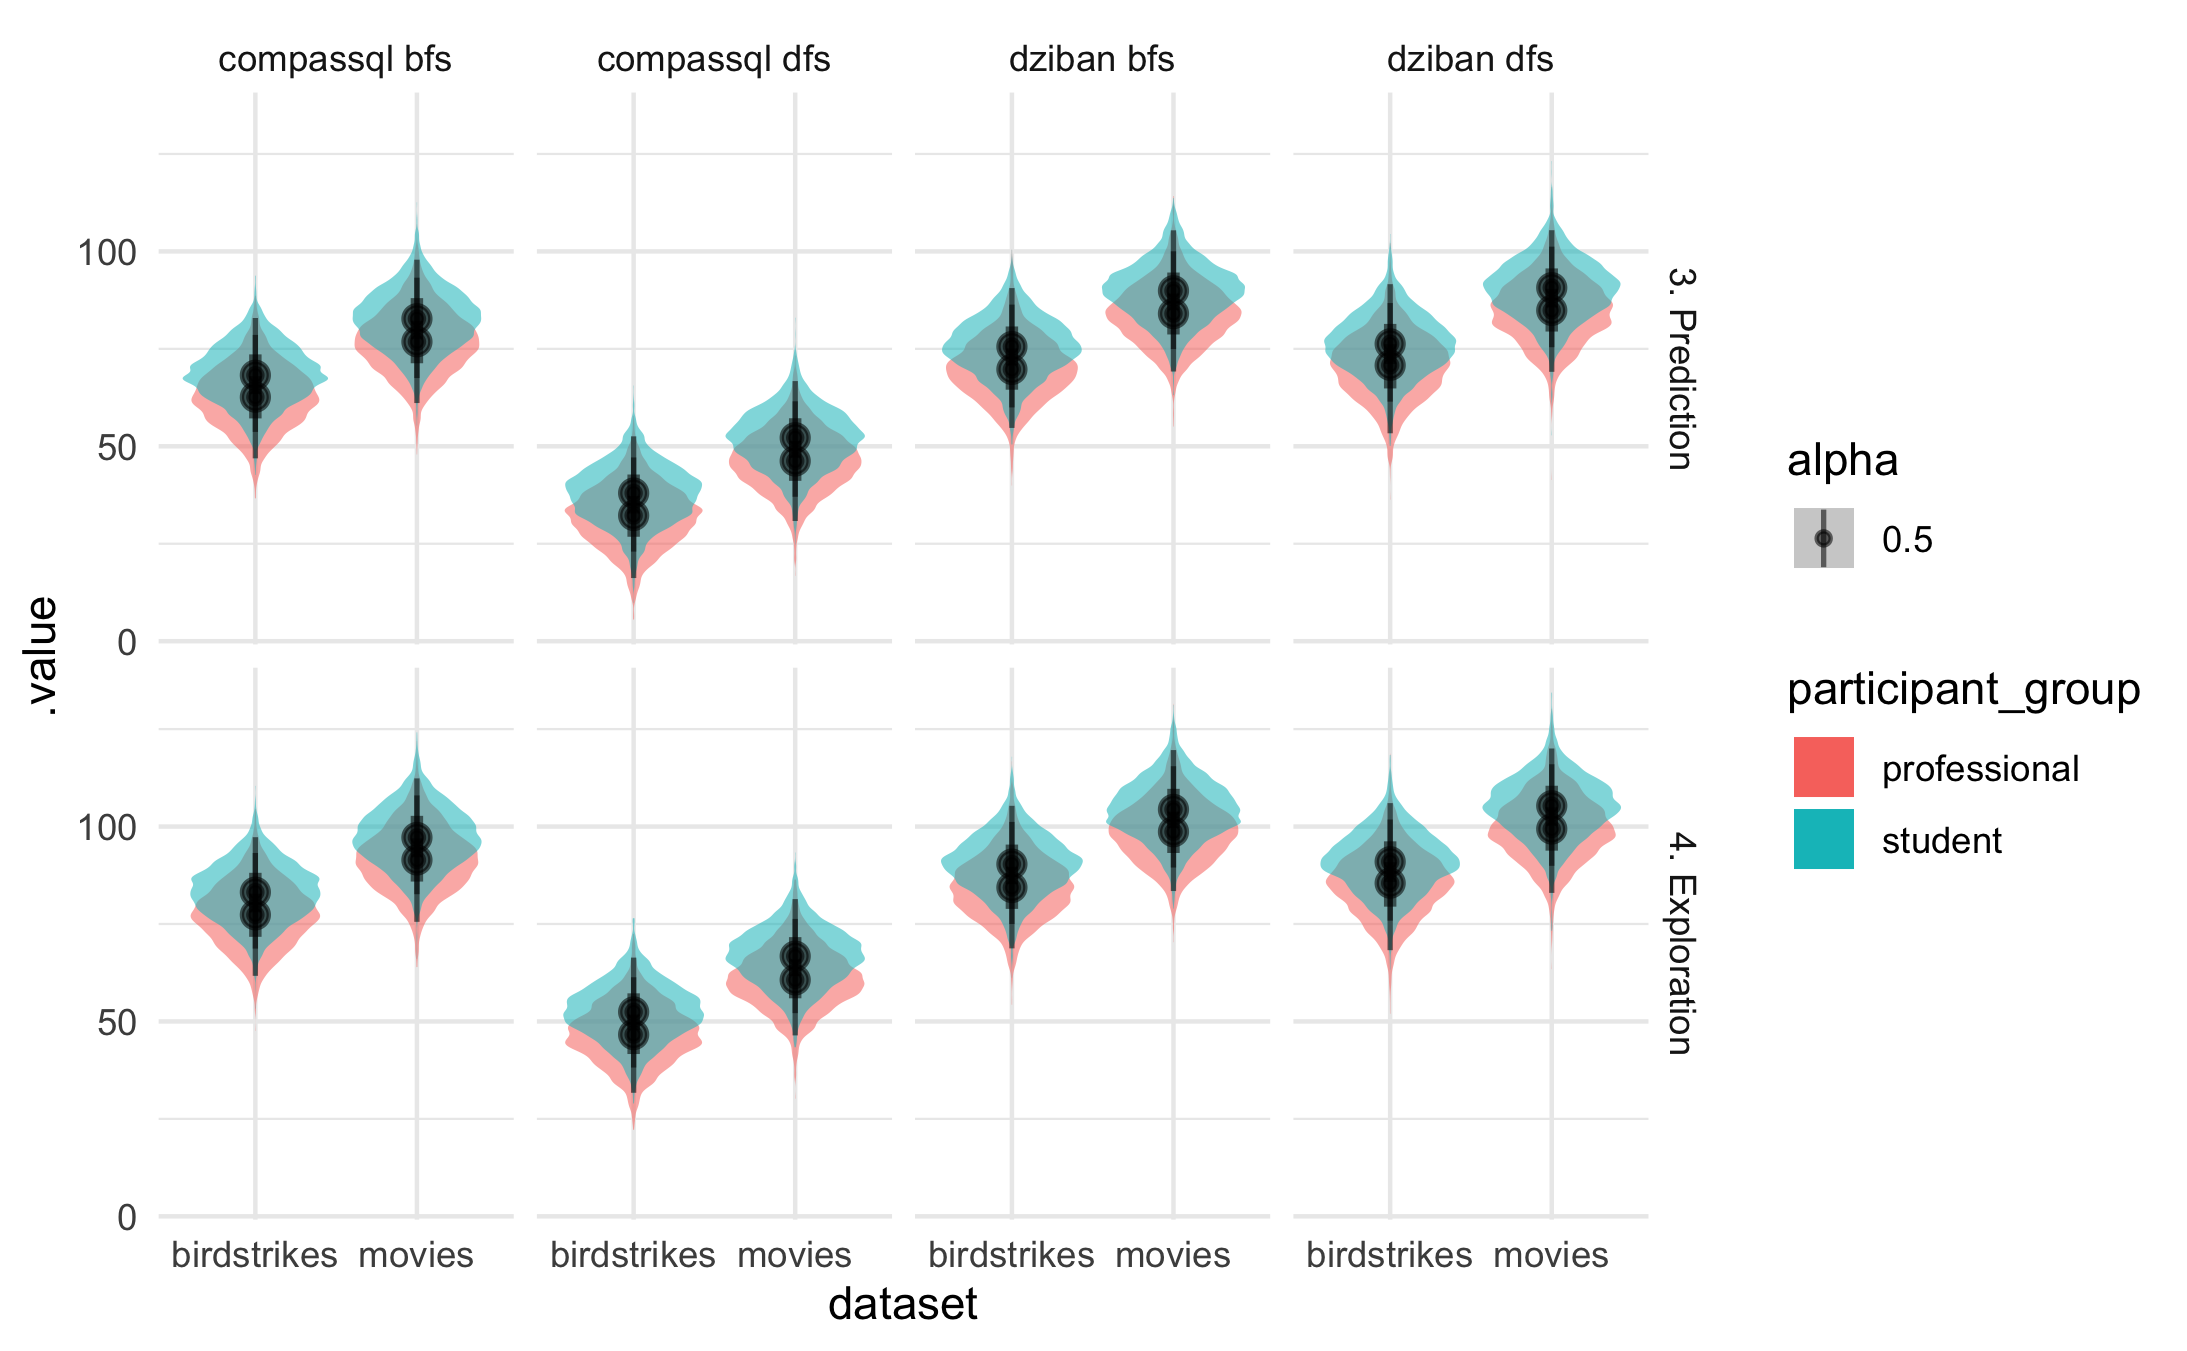 compassql bfs
compassql dfs
dziban bfs
dziban dfs
100
50
0
3. Prediction
100
50
0
4. Exploration
.value
birdstrikes movies
birdstrikes movies
birdstrikes movies
birdstrikes movies
dataset
alpha
0.5
participant_group
professional
student